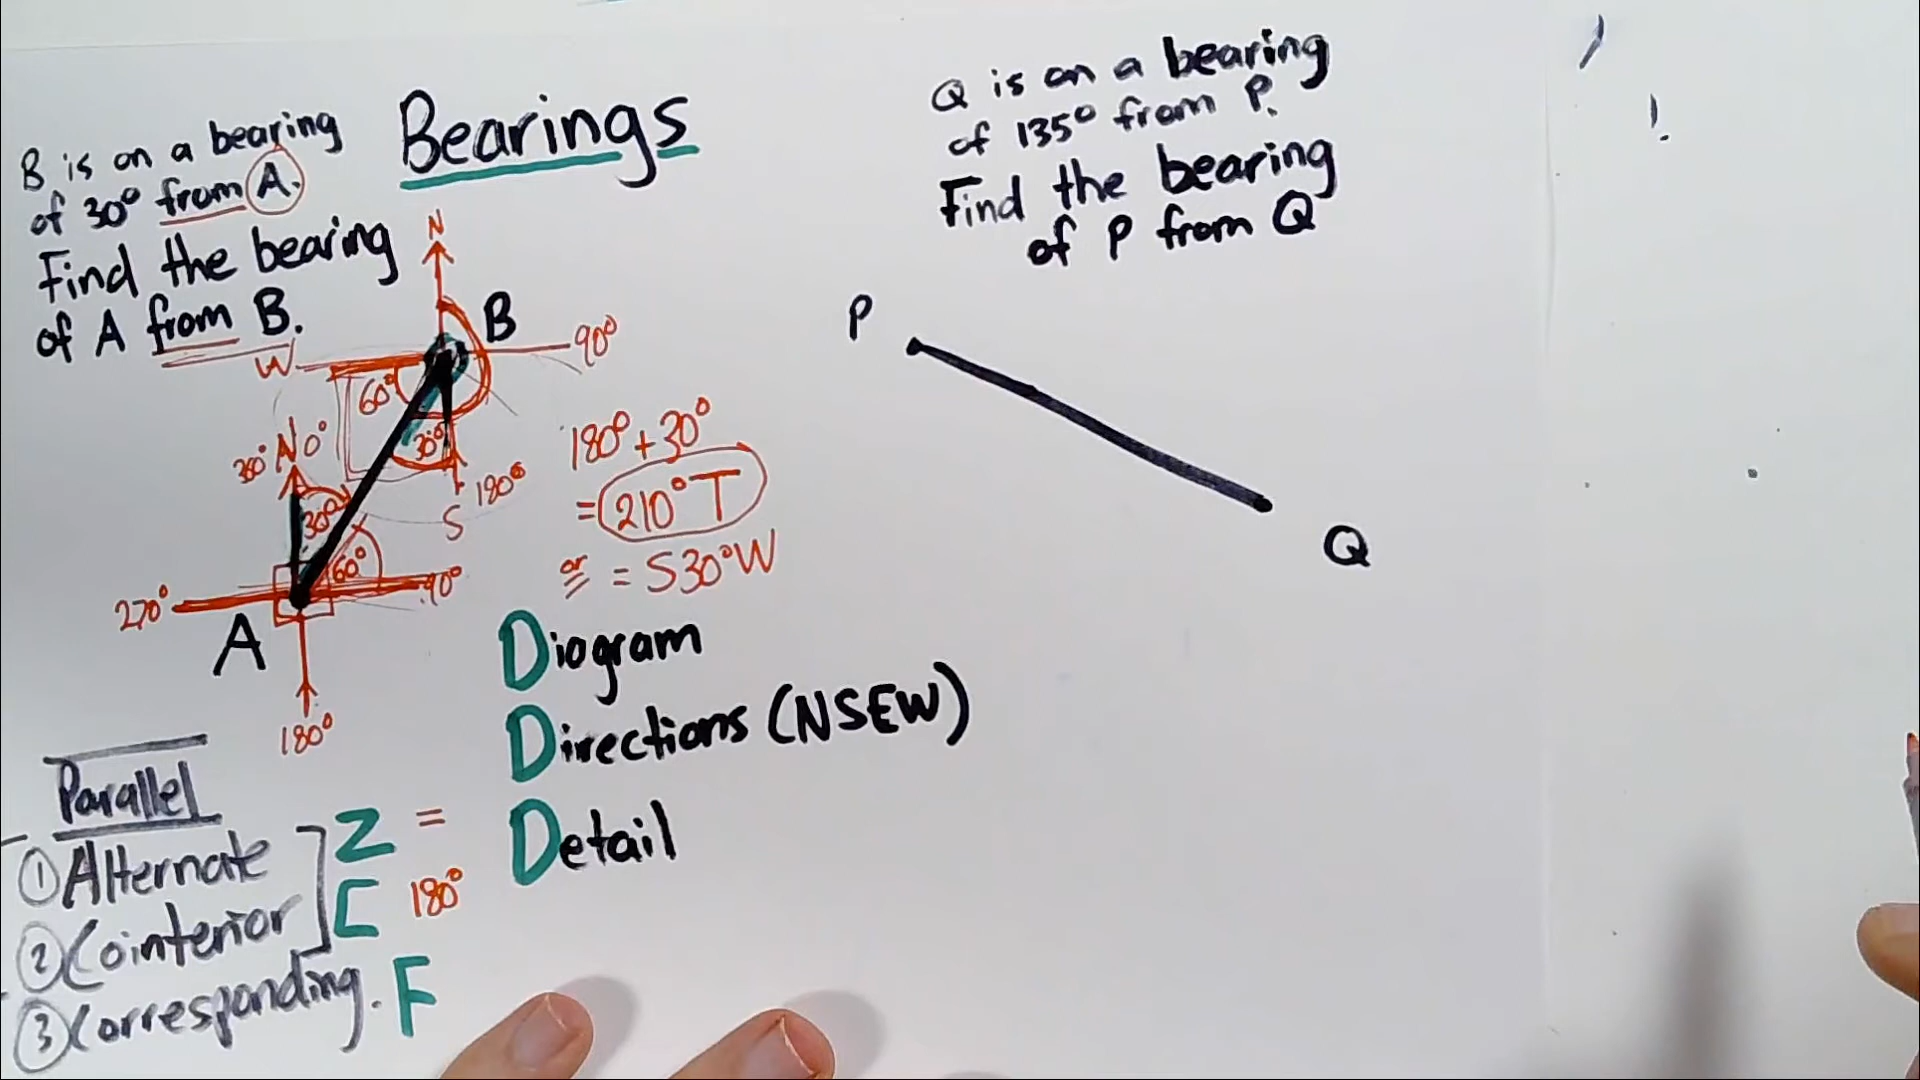 Bearings
B is on a bearing
of 30° from A.
Find the bearing
of A from B.
N
B
W
90°
60°
30°
180°
S
360° N 0°
30°
60°
270°
90°
A
180°
180° + 30°
= 210° T
or = S30°W
Diagram
Directions (NSEW)
Detail
Parallel
① Alternate Z =
② Cointerior C 180°
③ Corresponding. F
Q is on a bearing
of 135° from P.
Find the bearing
of P from Q
P
Q